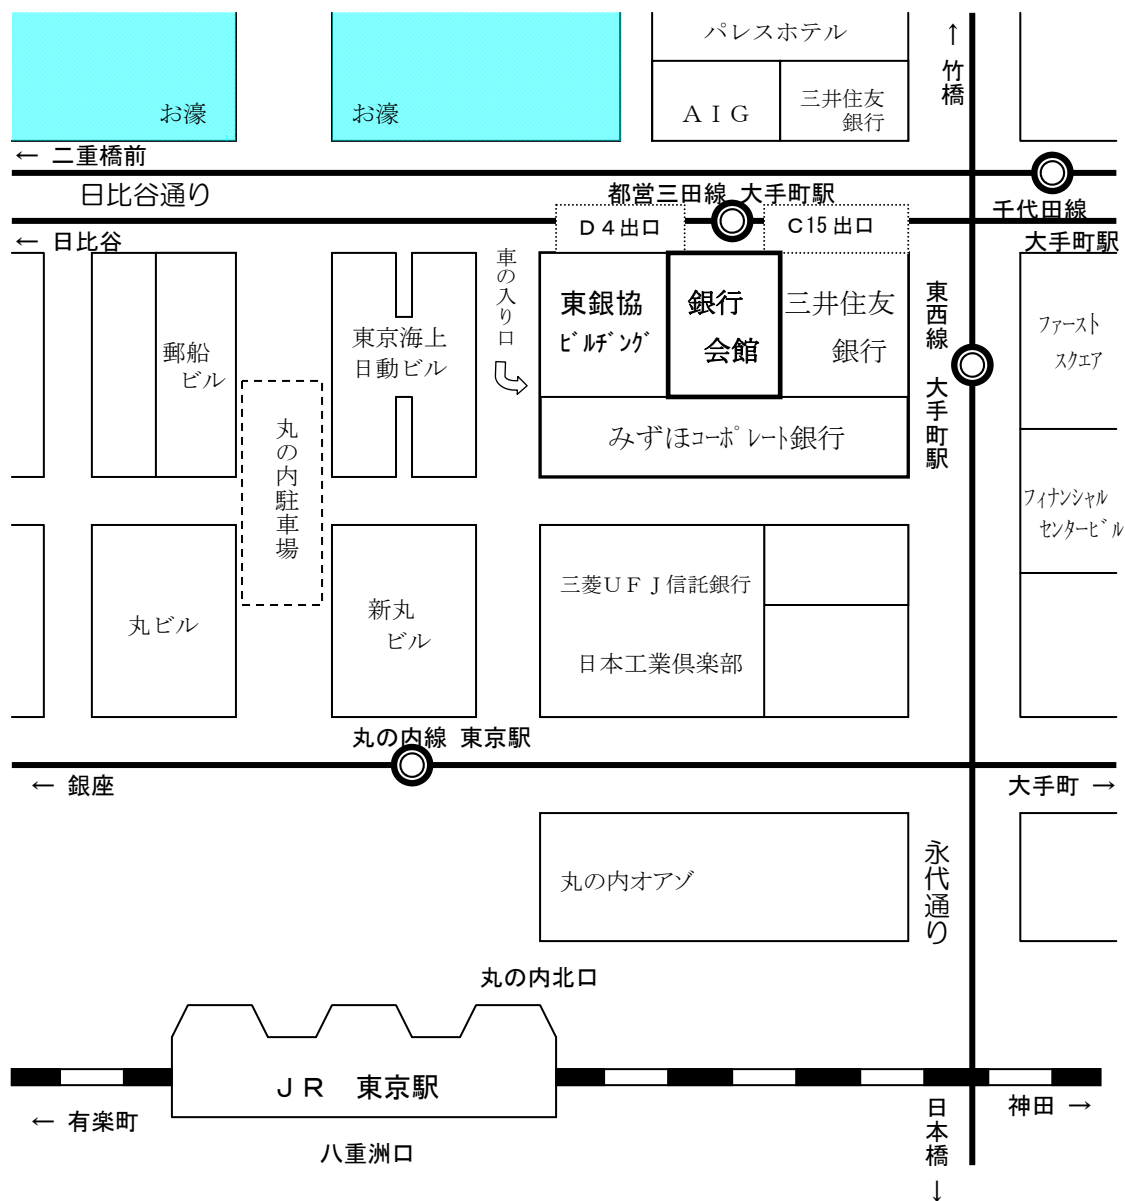 パレスホテル
↑ 竹橋
お濠
お濠
ＡＩＧ
三井住友
銀行
← 二重橋前
日比谷通り
都営三田線 大手町駅
千代田線
大手町駅
Ｄ４出口
C15 出口
← 日比谷
車の入り口
東銀協
ﾋﾞﾙﾁﾞﾝｸﾞ
銀行
会館
三井住友
銀行
東西線 大手町駅
ﾌｧｰｽﾄ
ｽｸｴｱ
郵船
ビル
東京海上
日動ビル
丸の内駐車場
みずほｺｰﾎﾟﾚｰﾄ銀行
ﾌｨﾅﾝｼｬﾙ
ｾﾝﾀｰﾋﾞﾙ
三菱ＵＦＪ信託銀行
丸ビル
新丸
ビル
日本工業倶楽部
丸の内線 東京駅
← 銀座
大手町 →
丸の内オアゾ
永代通り
丸の内北口
ＪＲ 東京駅
← 有楽町
神田 →
八重洲口
日本橋 ↓